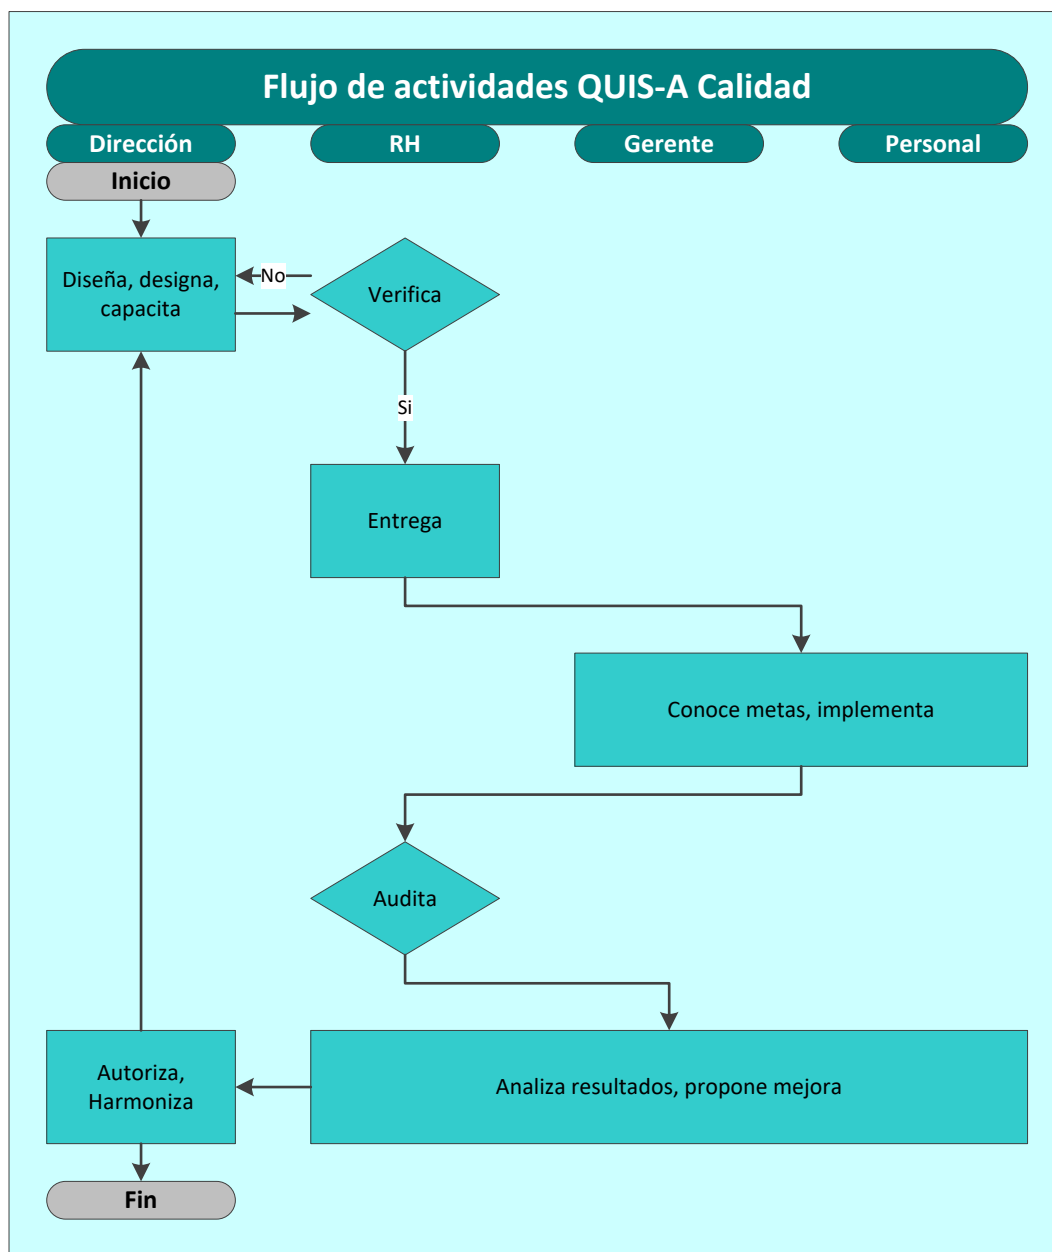 Flujo de actividades QUIS-A Calidad
Dirección
RH
Gerente
Personal
Inicio
Diseña, designa,
capacita
No
Verifica
Si
Entrega
Conoce metas, implementa
Audita
Autoriza,
Harmoniza
Analiza resultados, propone mejora
Fin